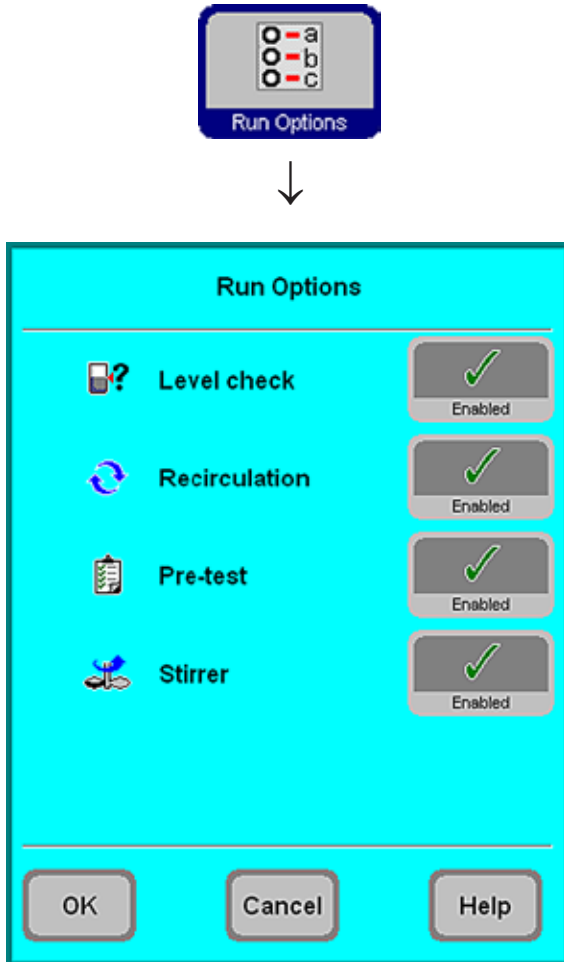 a
b
c
Run Options
Run Options
? Level check
Enabled
Recirculation
Enabled
Pre-test
Enabled
Stirrer
Enabled
OK Cancel Help